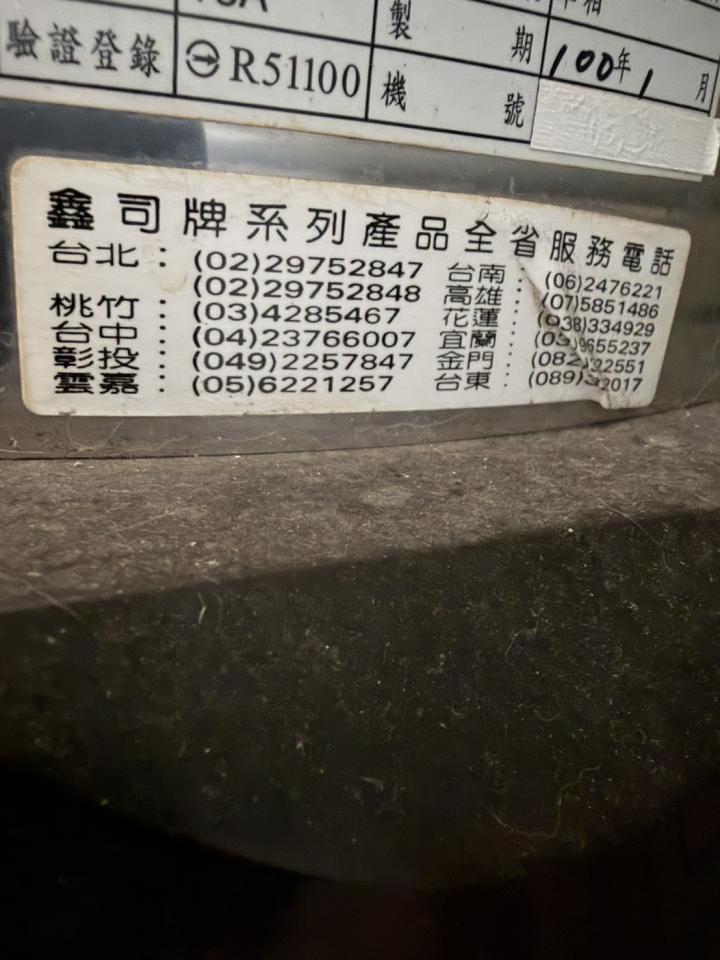 製
驗證登錄 R51100 期 100年1月
機號
鑫司牌系列產品全省服務電話
台北：(02)29752847 台南：(06)2476221
(02)29752848 高雄：(07)5851486
桃竹：(03)4285467 花蓮：(038)334929
台中：(04)23766007 宜蘭：
彰投：(049)2257847 金門：
雲嘉：(05)6221257 台東：